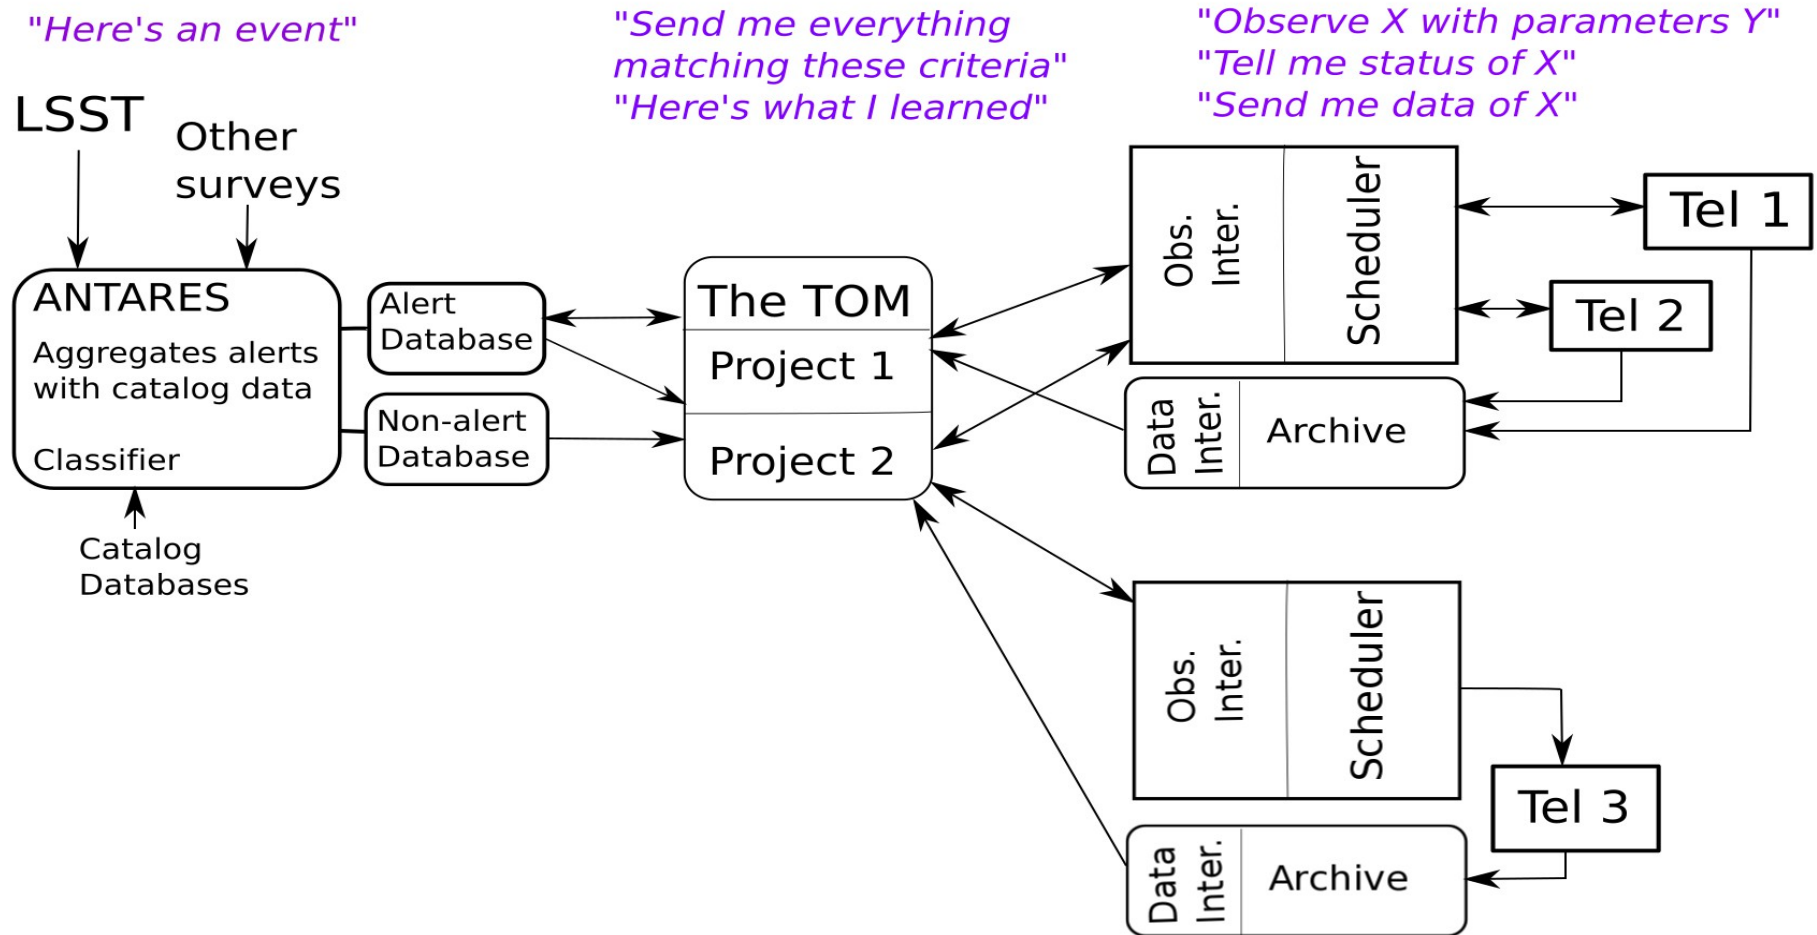 "Here's an event"
"Send me everything
matching these criteria"
"Here's what I learned"
"Observe X with parameters Y"
"Tell me status of X"
"Send me data of X"
LSST
Other
surveys
ANTARES
Aggregates alerts
with catalog data
Classifier
Catalog
Databases
Alert
Database
Non-alert
Database
The TOM
Project 1
Project 2
Obs.
Inter.
Scheduler
Tel 1
Tel 2
Data
Inter.
Archive
Obs.
Inter.
Scheduler
Tel 3
Data
Inter.
Archive